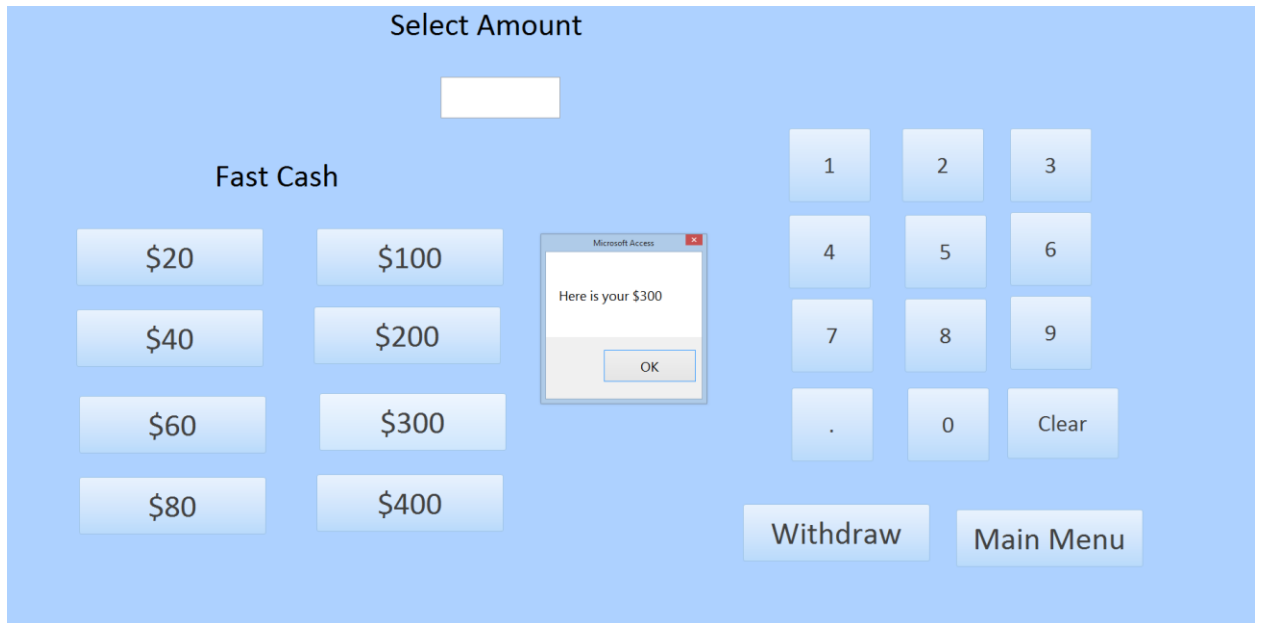 Select Amount
Fast Cash
$20 $100
$40 $200
$60 $300
$80 $400
Microsoft Access
Here is your $300
OK
1 2 3
4 5 6
7 8 9
. 0 Clear
Withdraw Main Menu